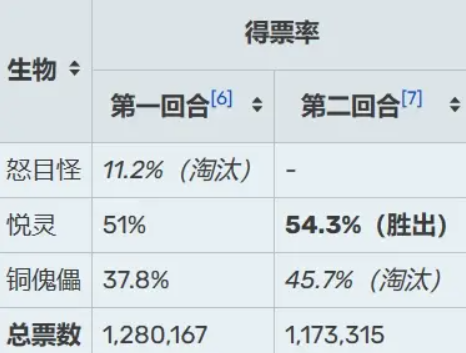 得票率
生物
第一回合[6] 第二回合[7]
怒目怪 11.2%（淘汰） -
悦灵 51% 54.3%（胜出）
铜傀儡 37.8% 45.7%（淘汰）
总票数 1,280,167 1,173,315